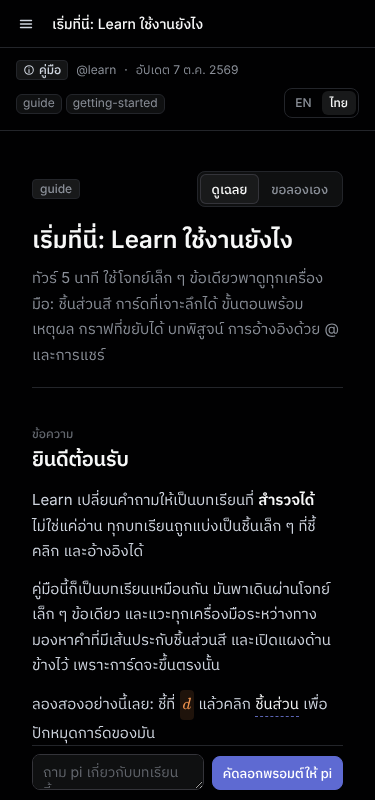 เริ่มที่นี่: Learn ใช้งานยังไง
คู่มือ @learn · อัปเดต 7 ต.ค. 2569
guide getting-started EN ไทย
guide ดูเฉลย ขอลองเอง
เริ่มที่นี่: Learn ใช้งานยังไง
ทัวร์ 5 นาที ใช้โจทย์เล็ก ๆ ข้อเดียวพาดูทุกเครื่อง
มือ: ชิ้นส่วนสี การ์ดที่เจาะลึกได้ ขั้นตอนพร้อม
เหตุผล กราฟที่ขยับได้ บทพิสูจน์ การอ้างอิงด้วย @
และการแชร์
ข้อความ
ยินดีต้อนรับ
Learn เปลี่ยนคำถามให้เป็นบทเรียนที่ สำรวจได้
ไม่ใช่แค่อ่าน ทุกบทเรียนถูกแบ่งเป็นชิ้นเล็ก ๆ ที่ชี้
คลิก และอ้างอิงได้
คู่มือนี้ก็เป็นบทเรียนเหมือนกัน มันพาเดินผ่านโจทย์
เล็ก ๆ ข้อเดียว และแวะทุกเครื่องมือระหว่างทาง
มองหาคำที่มีเส้นประกับชิ้นส่วนสี และเปิดแผงด้าน
ข้างไว้ เพราะการ์ดจะขึ้นตรงนั้น
ลองสองอย่างนี้เลย: ชี้ที่ d แล้วคลิก ชิ้นส่วน เพื่อ
ปักหมุดการ์ดของมัน
ถาม pi เกี่ยวกับบทเรียน
นี้ คัดลอกพรอมต์ให้ pi